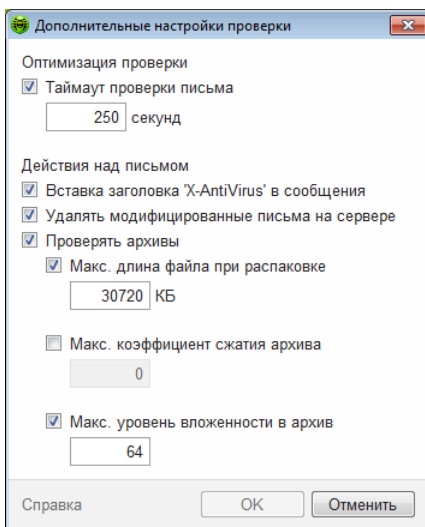 Дополнительные настройки проверки
Оптимизация проверки
Таймаут проверки письма
250 секунд
Действия над письмом
Вставка заголовка 'X-AntiVirus' в сообщения
Удалять модифицированные письма на сервере
Проверять архивы
Макс. длина файла при распаковке
30720 КБ
Макс. коэффициент сжатия архива
0
Макс. уровень вложенности в архив
64
Справка OK Отменить